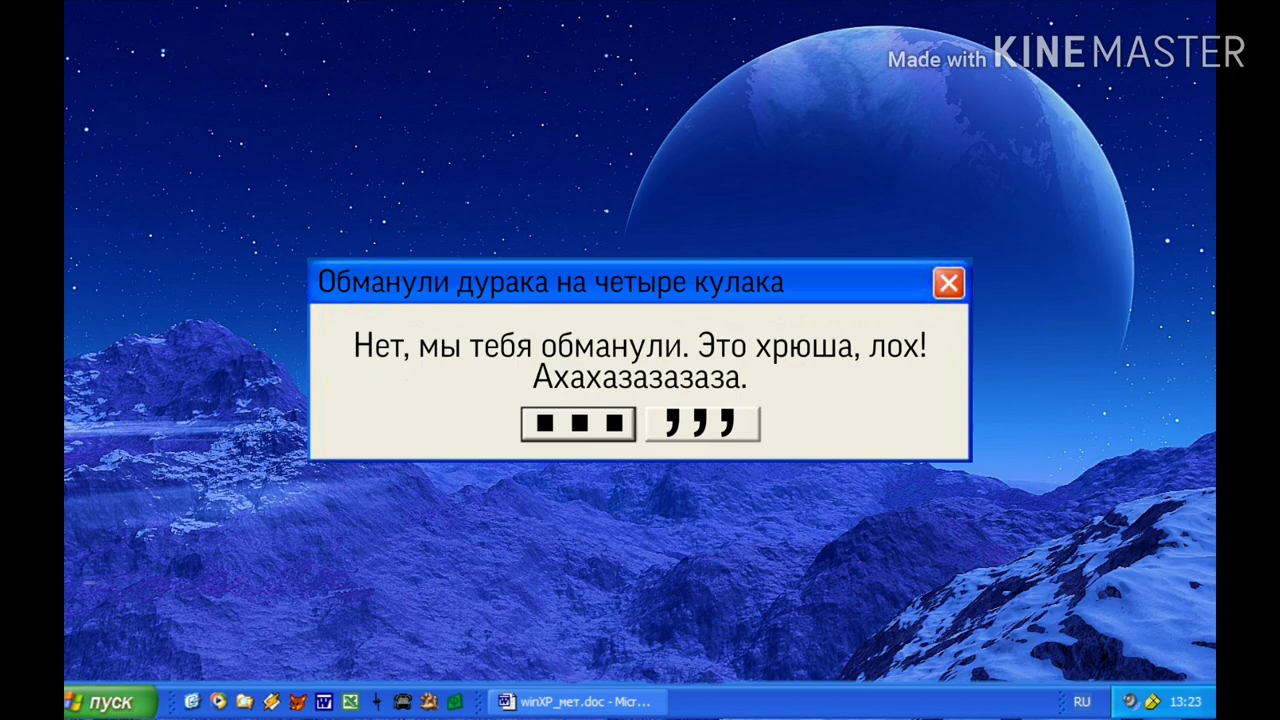 Made with KINEMASTER
Обманули дурака на четыре кулака
Нет, мы тебя обманули. Это хрюша, лох!
Ахахазазазаза.
■ ■ ■ , , ,
пуск
winXP_мет.doc - Micr...
RU
13:23